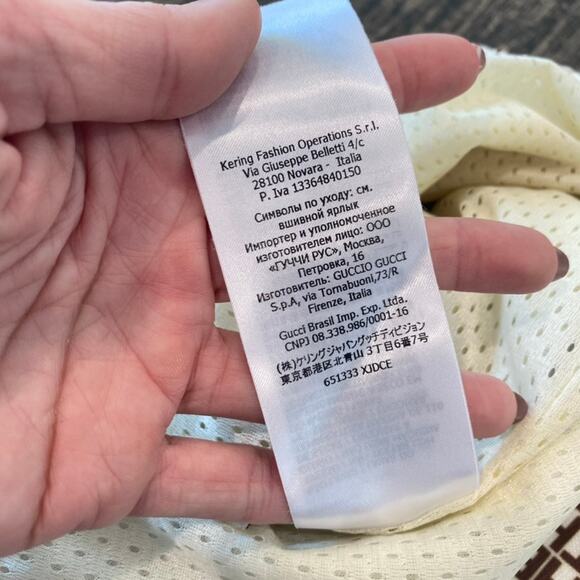 Kering Fashion Operations S.r.l.
Via Giuseppe Belletti 4/c
28100 Novara - Italia
P. Iva 13364840150
Символы по уходу: см.
вшивной ярлык
Импортер и уполномоченное
изготовителем лицо: ООО
«ГУЧЧИ РУС», Москва,
Петровка, 16
Изготовитель: GUCCIO GUCCI
S.p.A, via Tornabuoni,73/R
Firenze, Italia
Gucci Brasil Imp. Exp. Ltda.
CNPJ 08.338.986/0001-16
(株)ケリングジャパングッチディビジョン
東京都港区北青山 3丁目6番7号
651333 XJDCE